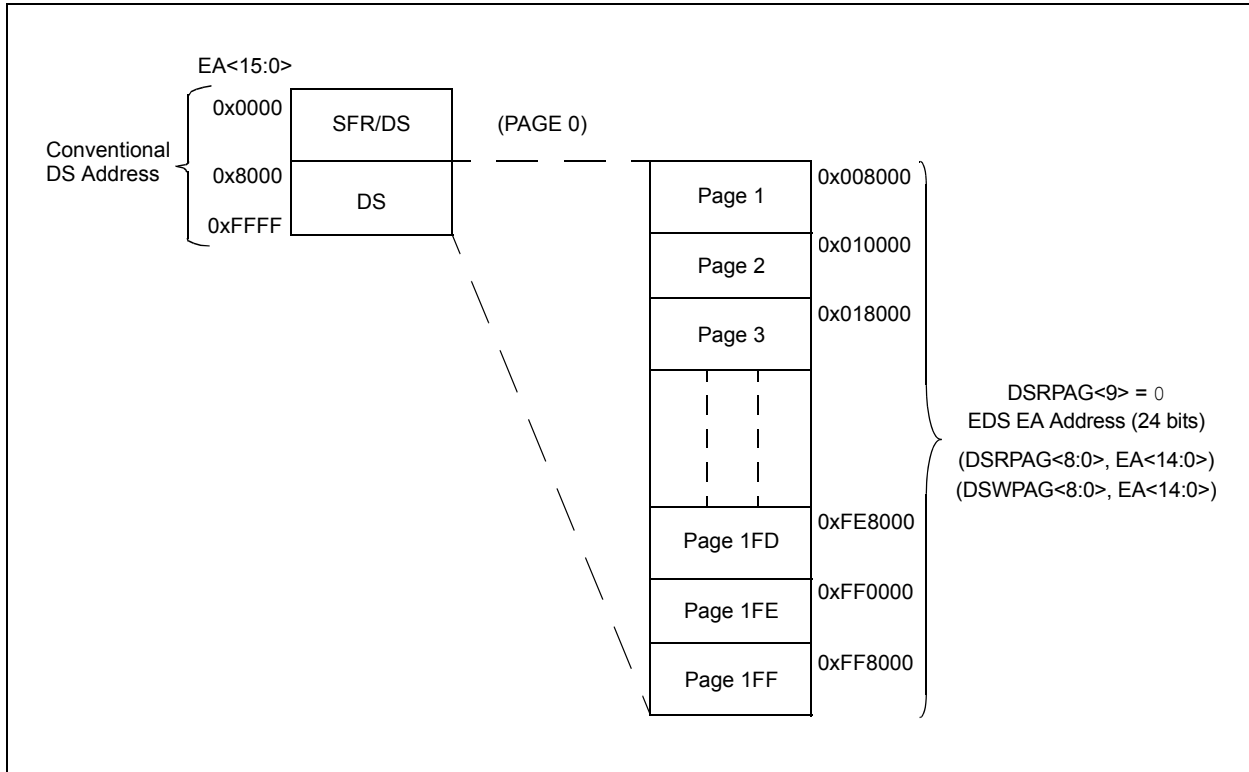 EA<15:0>
0x0000
SFR/DS
(PAGE 0)
Conventional
DS Address
0x8000
DS
0xFFFF
Page 1
0x008000
Page 2
0x010000
Page 3
0x018000
DSRPAG<9> = 0
EDS EA Address (24 bits)
(DSRPAG<8:0>, EA<14:0>)
(DSWPAG<8:0>, EA<14:0>)
Page 1FD
0xFE8000
Page 1FE
0xFF0000
Page 1FF
0xFF8000